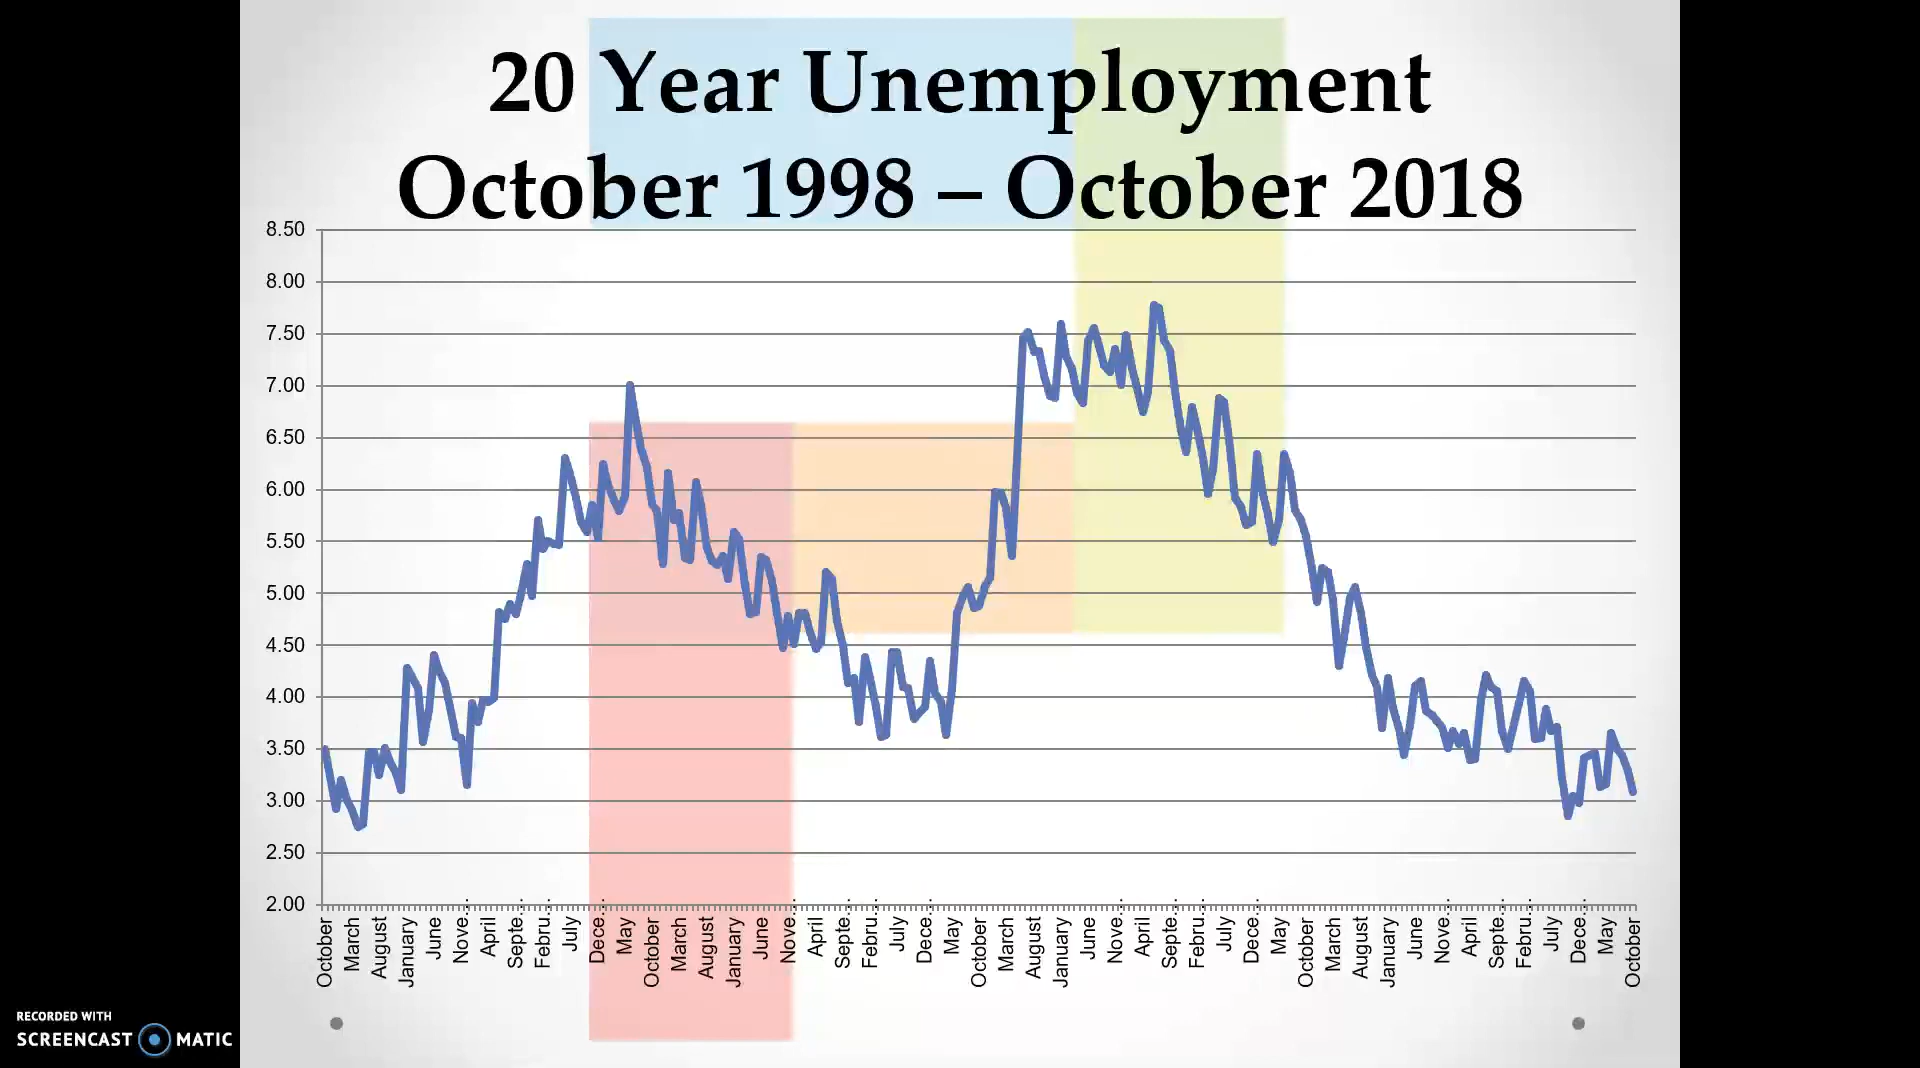 20 Year Unemployment
October 1998 – October 2018
8.50
8.00
7.50
7.00
6.50
6.00
5.50
5.00
4.50
4.00
3.50
3.00
2.50
2.00
October
March
August
January
June
Nove..
April
Septe..
Febru..
July
Dece..
May
October
March
August
January
June
Nove..
April
Septe..
Febru..
July
Dece..
May
October
March
August
January
June
Nove..
April
Septe..
Febru..
July
Dece..
May
October
March
August
January
June
Nove..
April
Septe..
Febru..
July
Dece..
May
October
RECORDED WITH
SCREENCAST MATIC